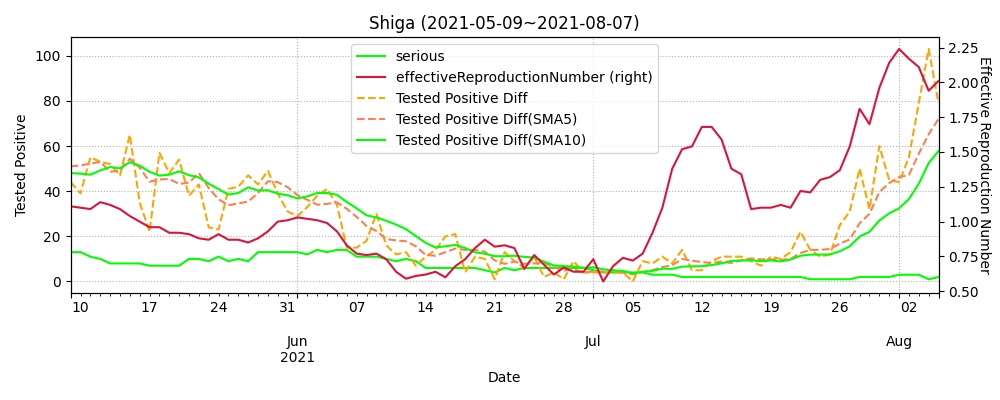 Shiga (2021-05-09~2021-08-07)
serious
effectiveReproductionNumber (right)
Tested Positive Diff
Tested Positive Diff(SMA5)
Tested Positive Diff(SMA10)
Tested Positive
100
80
60
40
20
0
2.25
2.00
1.75
1.50
1.25
1.00
0.75
0.50
Effective Reproduction Number
10 17 24 31 07 14 21 28 05 12 19 26 02
Jun Jul Aug
2021
Date